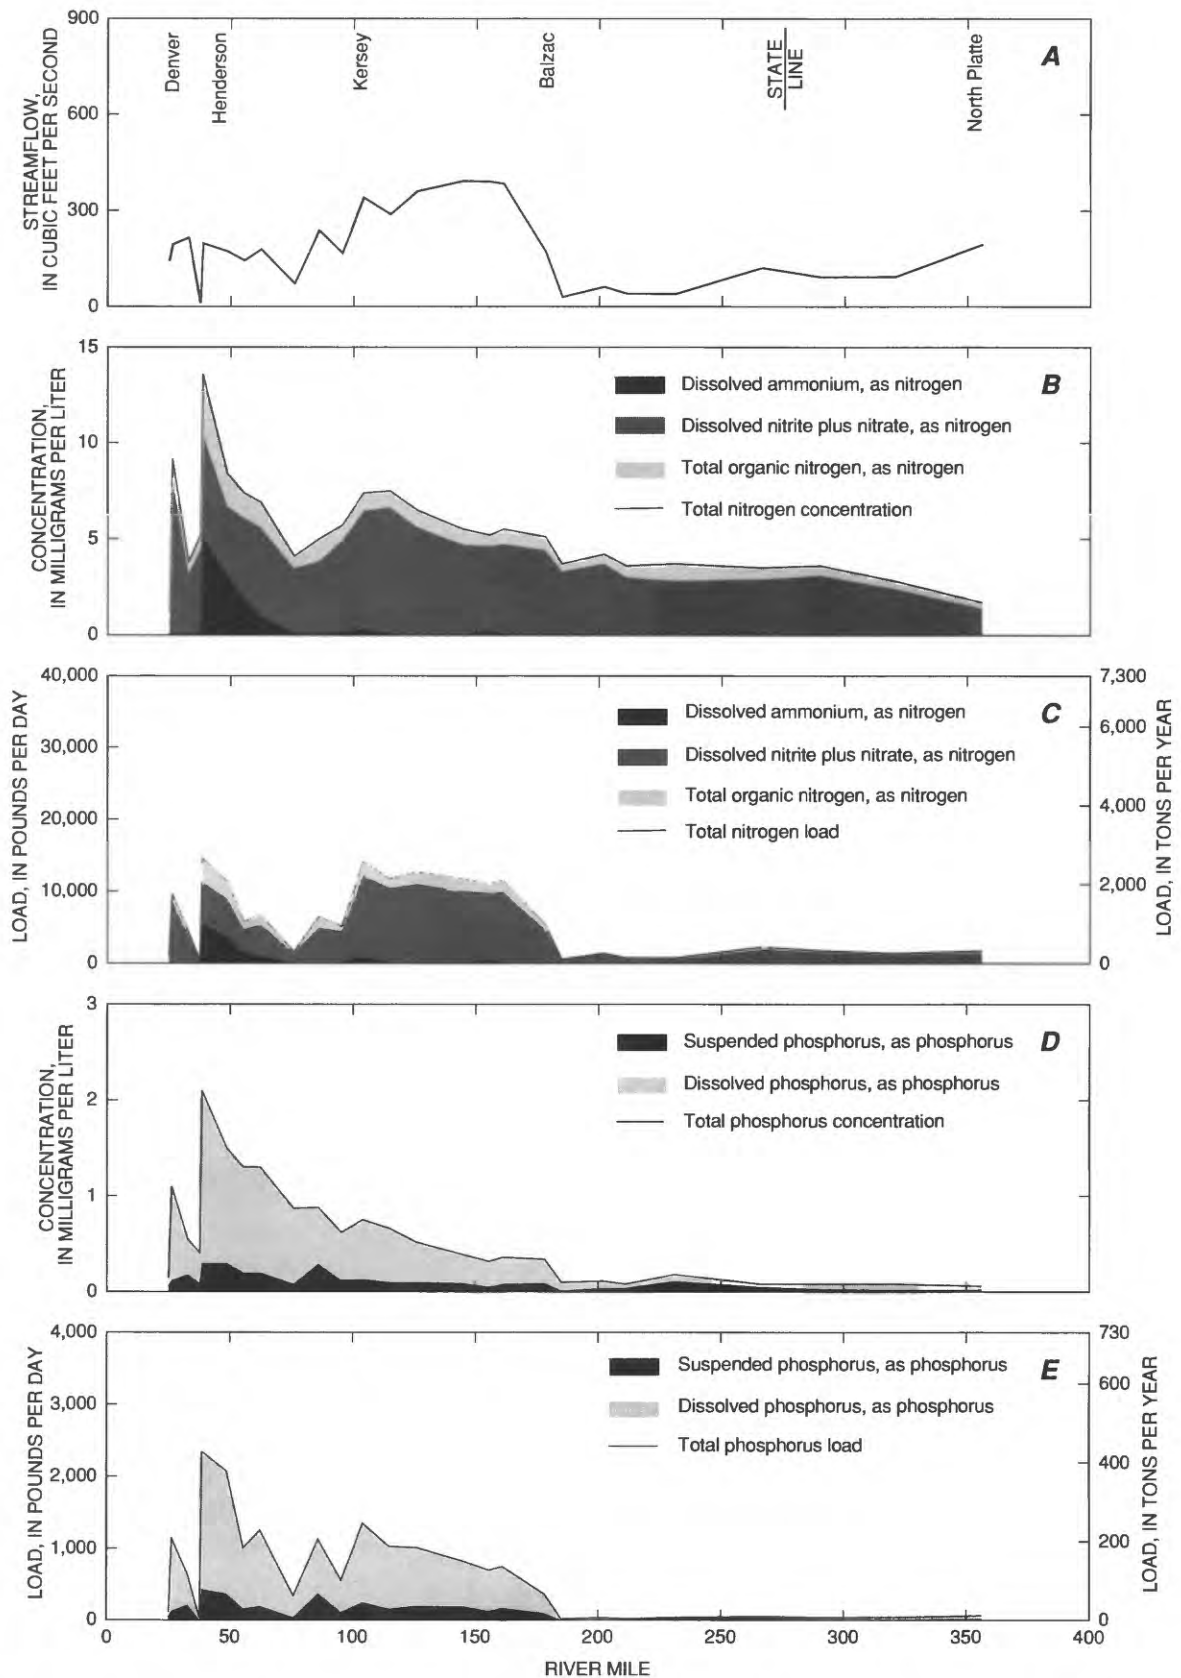 900
600
300
0
STREAMFLOW,
IN CUBIC FEET PER SECOND
Denver
Henderson
Kersey
Balzac
STATE
LINE
North Platte
A
15
10
5
0
CONCENTRATION,
IN MILLIGRAMS PER LITER
Dissolved ammonium, as nitrogen
Dissolved nitrite plus nitrate, as nitrogen
Total organic nitrogen, as nitrogen
Total nitrogen concentration
B
40,000
30,000
20,000
10,000
0
LOAD, IN POUNDS PER DAY
Dissolved ammonium, as nitrogen
Dissolved nitrite plus nitrate, as nitrogen
Total organic nitrogen, as nitrogen
Total nitrogen load
C
7,300
6,000
4,000
2,000
0
LOAD, IN TONS PER YEAR
3
2
1
0
CONCENTRATION,
IN MILLIGRAMS PER LITER
Suspended phosphorus, as phosphorus
Dissolved phosphorus, as phosphorus
Total phosphorus concentration
D
4,000
3,000
2,000
1,000
0
LOAD, IN POUNDS PER DAY
Suspended phosphorus, as phosphorus
Dissolved phosphorus, as phosphorus
Total phosphorus load
E
730
600
400
200
0
LOAD, IN TONS PER YEAR
0 50 100 150 200 250 300 350 400
RIVER MILE